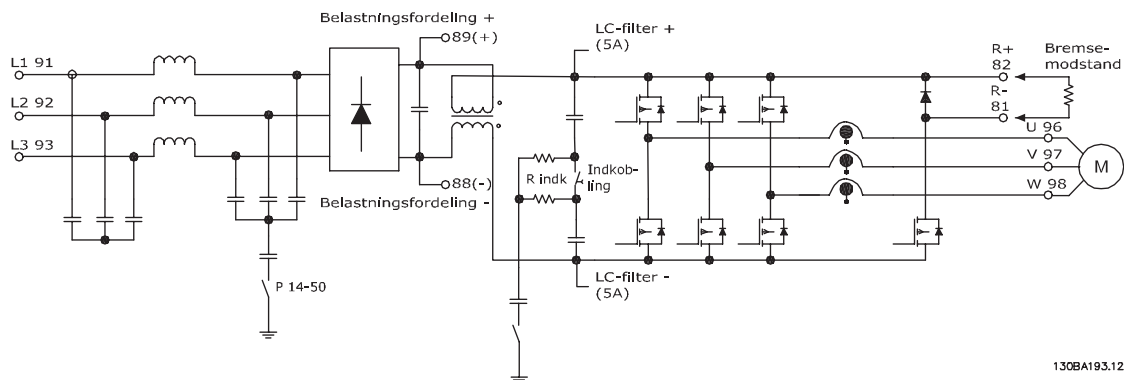 Belastningsfordeling +
89(+)
LC-filter +
(5A)
R+
82
Bremse-
modstand
L1 91
R-
81
L2 92
U 96
L3 93
V 97
M
R indk
Indkob-
ling
88(-)
W 98
Belastningsfordeling -
P 14-50
LC-filter -
(5A)
130BA193.12